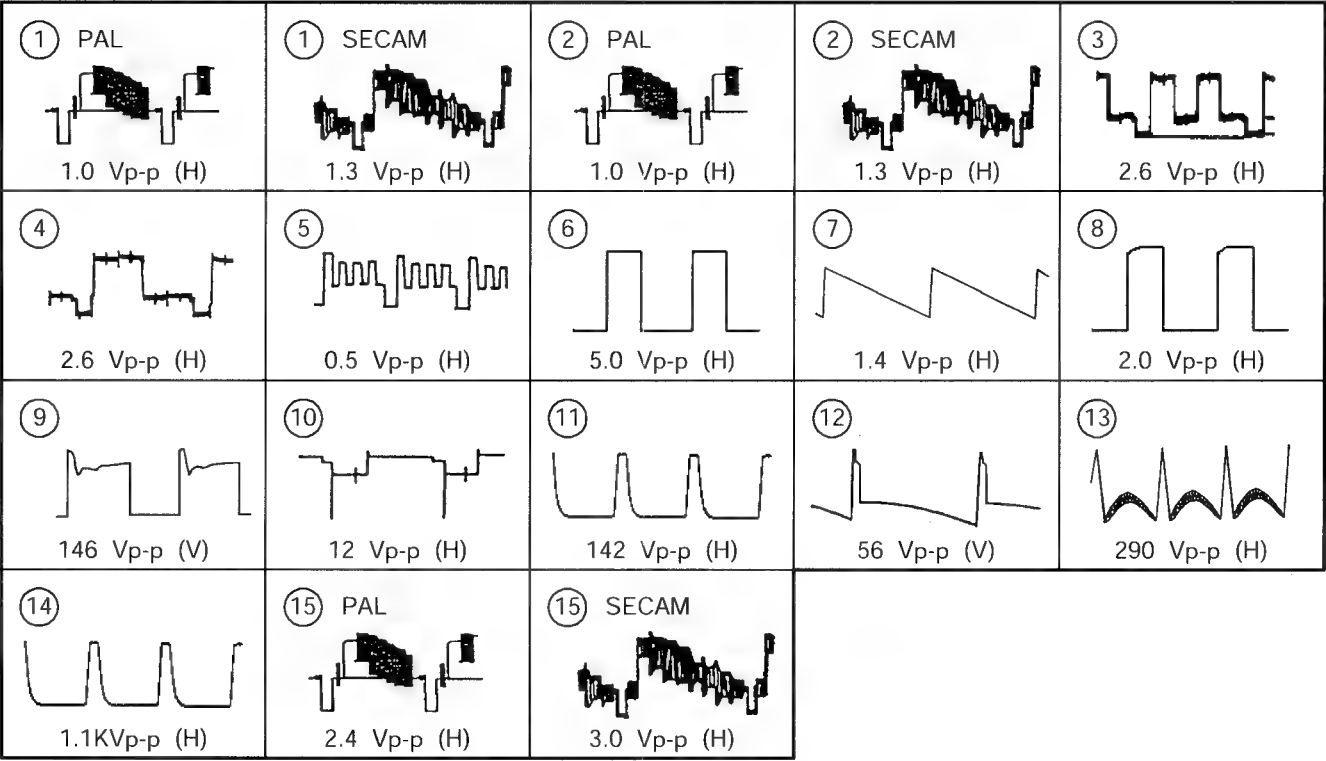 1 PAL
1.0 Vp-p (H)
1 SECAM
1.3 Vp-p (H)
2 PAL
1.0 Vp-p (H)
2 SECAM
1.3 Vp-p (H)
3
2.6 Vp-p (H)
4
2.6 Vp-p (H)
5
0.5 Vp-p (H)
6
5.0 Vp-p (H)
7
1.4 Vp-p (H)
8
2.0 Vp-p (H)
9
146 Vp-p (V)
10
12 Vp-p (H)
11
142 Vp-p (H)
12
56 Vp-p (V)
13
290 Vp-p (H)
14
1.1KVp-p (H)
15 PAL
2.4 Vp-p (H)
15 SECAM
3.0 Vp-p (H)